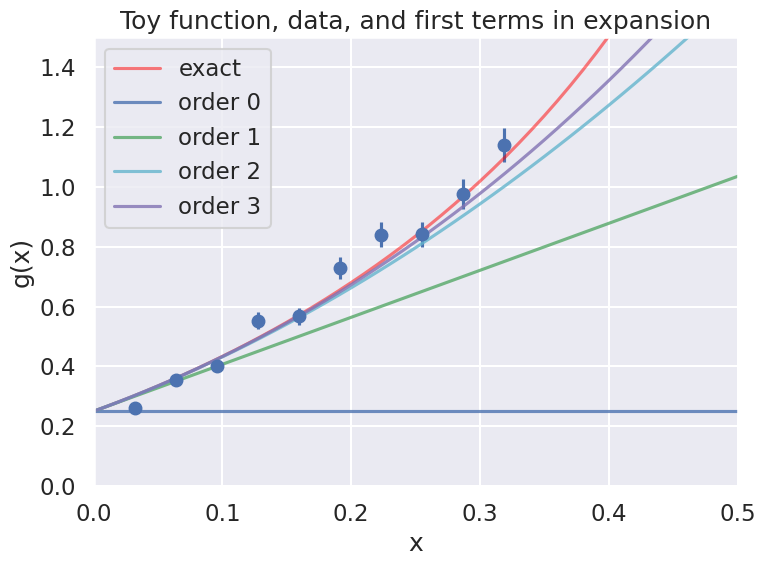 Toy function, data, and first terms in expansion
exact
order 0
order 1
order 2
order 3
g(x)
1.4
1.2
1.0
0.8
0.6
0.4
0.2
0.0
0.0 0.1 0.2 0.3 0.4 0.5
x